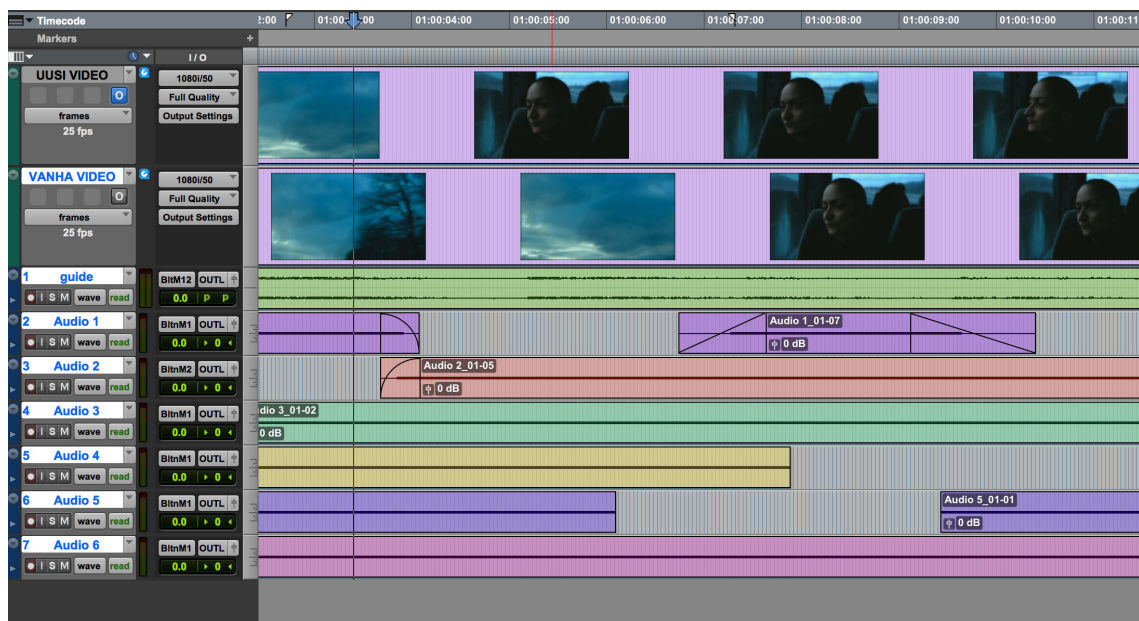 Timecode
2:00
01:00
:00
01:00:04:00
01:00:05:00
01:00:06:00
01:00:07:00
01:00:08:00
01:00:09:00
01:00:10:00
01:00:11
Markers
+
I / O
UUSI VIDEO
O
frames
25 fps
1080i/50
Full Quality
Output Settings
VANHA VIDEO
O
frames
25 fps
1080i/50
Full Quality
Output Settings
1 guide
I S M wave read
BltM12 OUTL
0.0 P P
2 Audio 1
I S M wave read
BltnM1 OUTL
0.0 0
Audio 1_01-07
0 dB
3 Audio 2
I S M wave read
BltnM2 OUTL
0.0 0
Audio 2_01-05
0 dB
4 Audio 3
I S M wave read
BltnM1 OUTL
0.0 0
dio 3_01-02
0 dB
5 Audio 4
I S M wave read
BltnM1 OUTL
0.0 0
6 Audio 5
I S M wave read
BltnM1 OUTL
0.0 0
Audio 5_01-01
0 dB
7 Audio 6
I S M wave read
BltnM1 OUTL
0.0 0